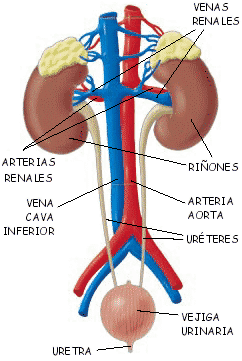 VENAS
RENALES
ARTERIAS
RENALES
RIÑONES
VENA
CAVA
INFERIOR
ARTERIA
AORTA
URÉTERES
VEJIGA
URINARIA
URETRA